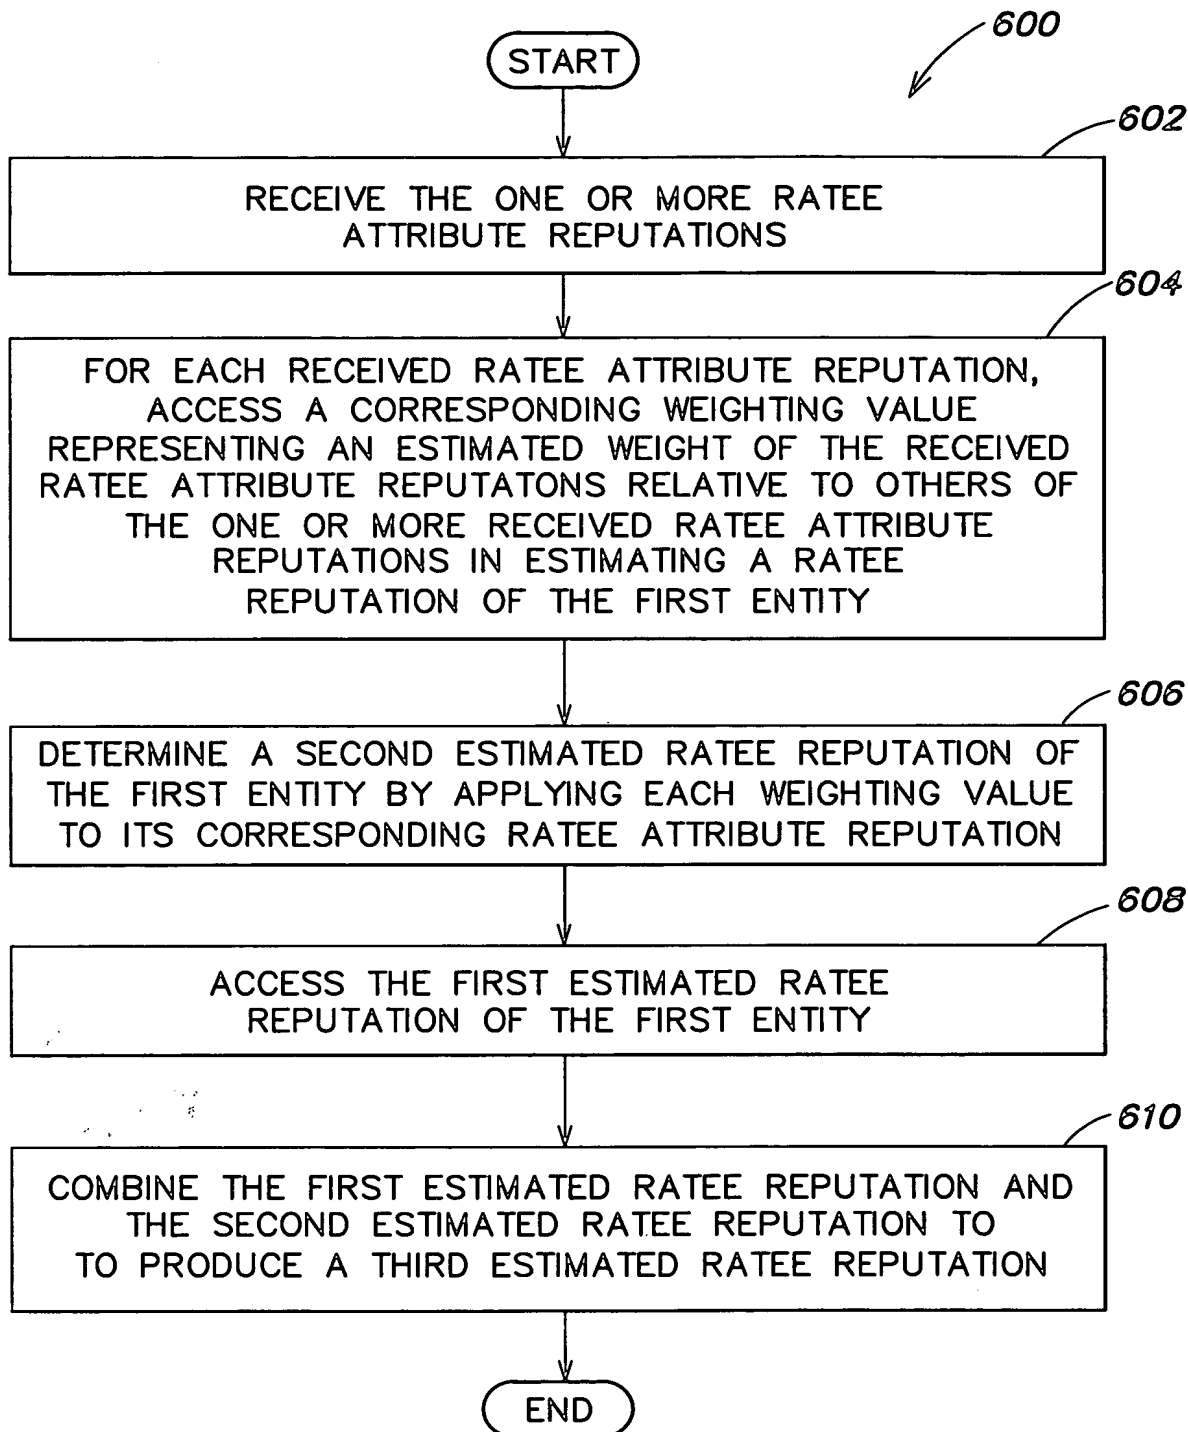 600
START
602
RECEIVE THE ONE OR MORE RATEE
ATTRIBUTE REPUTATIONS
604
FOR EACH RECEIVED RATEE ATTRIBUTE REPUTATION,
ACCESS A CORRESPONDING WEIGHTING VALUE
REPRESENTING AN ESTIMATED WEIGHT OF THE RECEIVED
RATEE ATTRIBUTE REPUTATONS RELATIVE TO OTHERS OF
THE ONE OR MORE RECEIVED RATEE ATTRIBUTE
REPUTATIONS IN ESTIMATING A RATEE
REPUTATION OF THE FIRST ENTITY
606
DETERMINE A SECOND ESTIMATED RATEE REPUTATION OF
THE FIRST ENTITY BY APPLYING EACH WEIGHTING VALUE
TO ITS CORRESPONDING RATEE ATTRIBUTE REPUTATION
608
ACCESS THE FIRST ESTIMATED RATEE
REPUTATION OF THE FIRST ENTITY
610
COMBINE THE FIRST ESTIMATED RATEE REPUTATION AND
THE SECOND ESTIMATED RATEE REPUTATION TO
TO PRODUCE A THIRD ESTIMATED RATEE REPUTATION
END